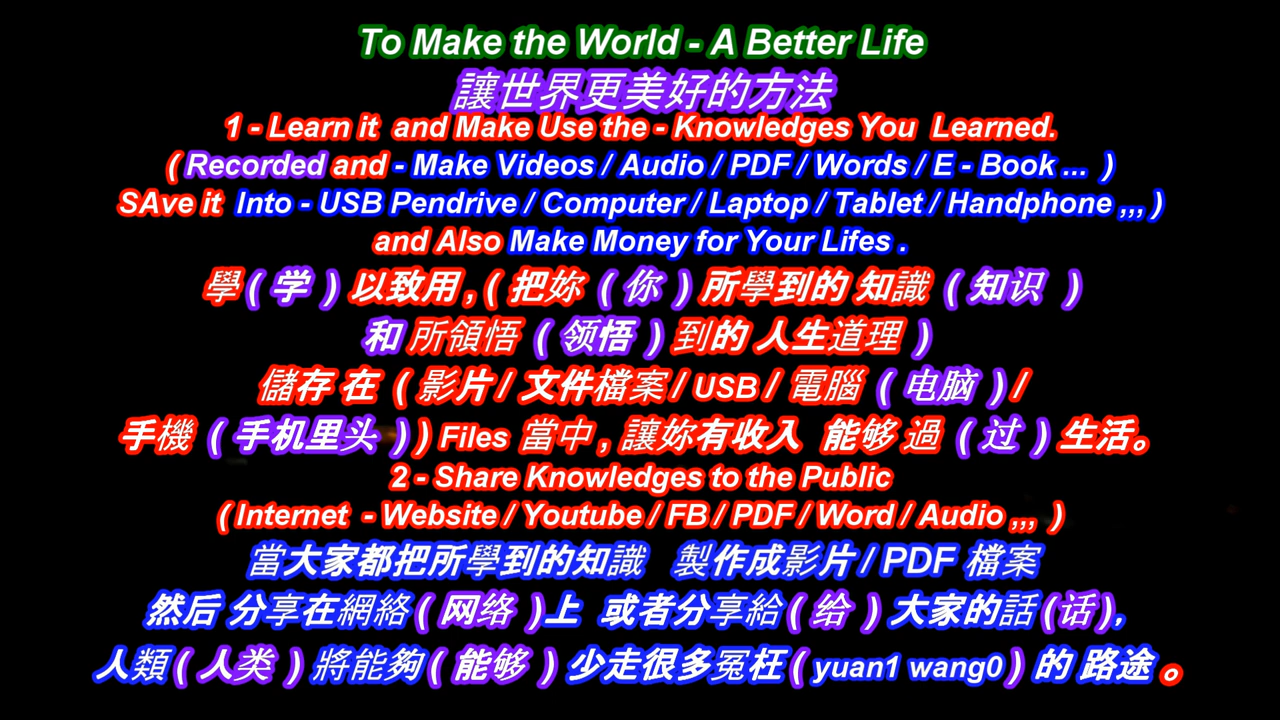 To Make the World - A Better Life
讓世界更美好的方法
1 - Learn it and Make Use the - Knowledges You Learned.
( Recorded and - Make Videos / Audio / PDF / Words / E - Book ... )
SAve it Into - USB Pendrive / Computer / Laptop / Tablet / Handphone ,,, )
and Also Make Money for Your Lifes .
學 ( 学 ) 以致用 , ( 把妳 ( 你 ) 所學到的 知識 ( 知识 )
和 所領悟 ( 领悟 ) 到的 人生道理 )
儲存 在 ( 影片 / 文件檔案 / USB / 電腦 ( 电脑 ) /
手機 ( 手机里头 ) ) Files 當中 , 讓妳有收入 能够 過 ( 过 ) 生活。
2 - Share Knowledges to the Public
( Internet - Website / Youtube / FB / PDF / Word / Audio ,,, )
當大家都把所學到的知識 製作成影片 / PDF 檔案
然后 分享在網絡 ( 网络 ) 上 或者分享給 ( 给 ) 大家的話 (话),
人類 ( 人类 ) 將能夠 ( 能够 ) 少走很多冤枉 ( yuan1 wang0 ) 的 路途 。